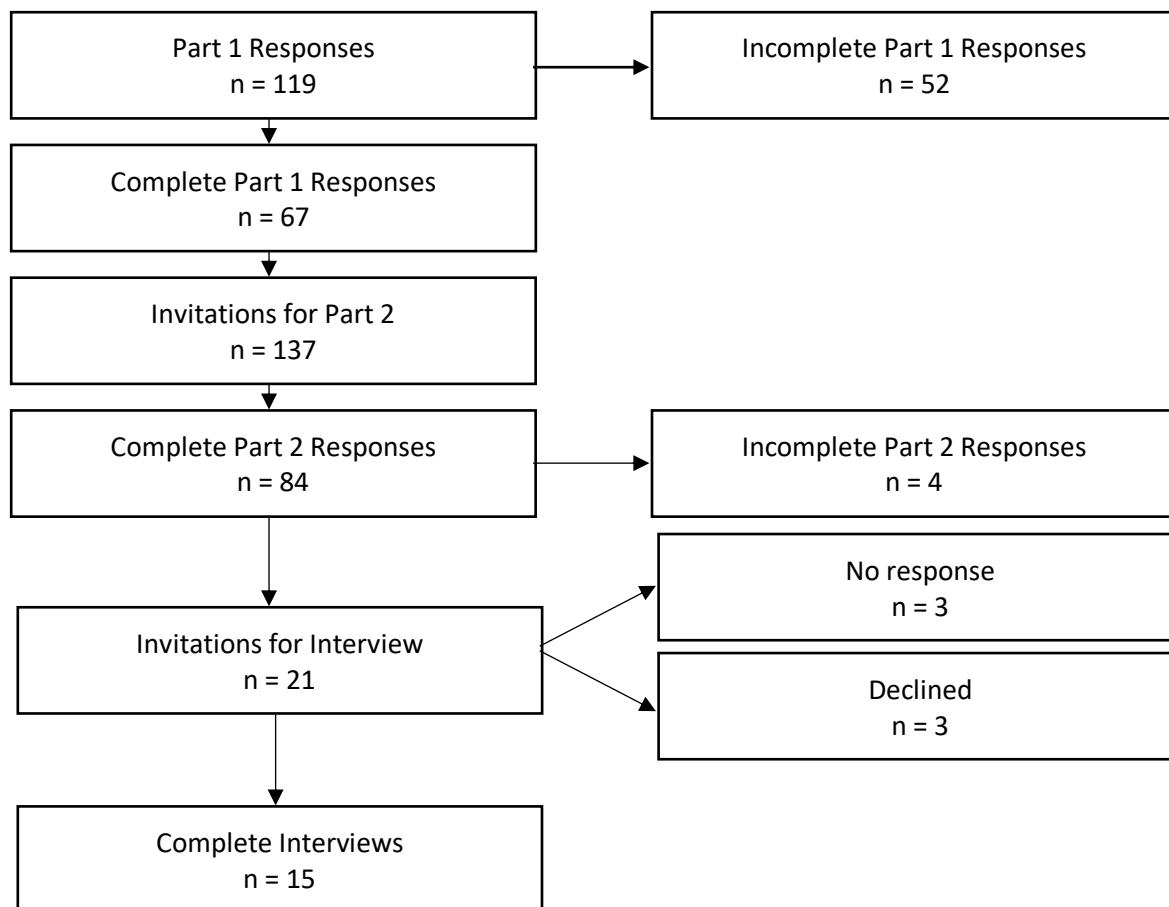 Part 1 Responses
n = 119
Incomplete Part 1 Responses
n = 52
Complete Part 1 Responses
n = 67
Invitations for Part 2
n = 137
Complete Part 2 Responses
n = 84
Incomplete Part 2 Responses
n = 4
No response
n = 3
Invitations for Interview
n = 21
Declined
n = 3
Complete Interviews
n = 15